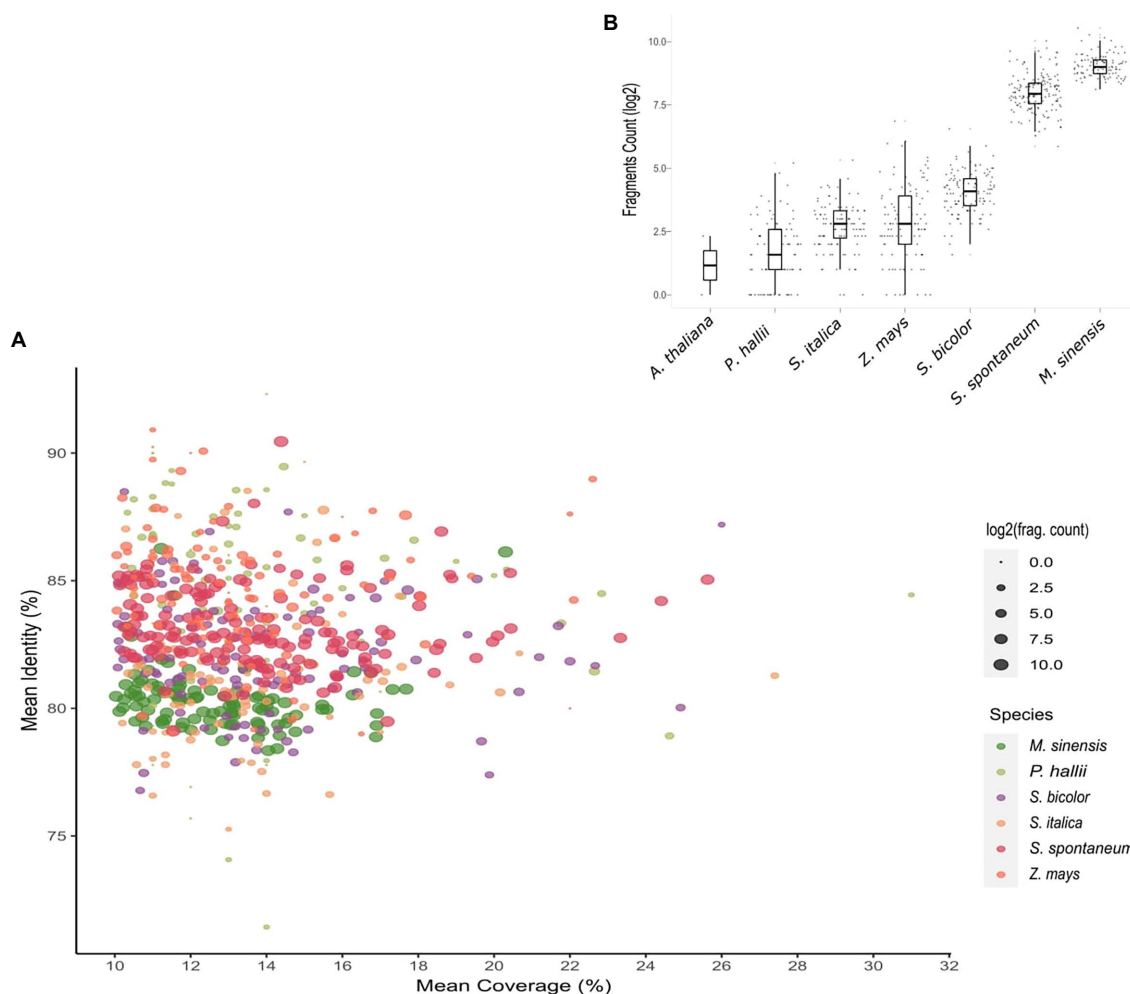 B
10.0
7.5
5.0
2.5
0.0
Fragments Count (log2)
A. thaliana
P. hallii
S. italica
Z. mays
S. bicolor
S. spontaneum
M. sinensis
A
90
85
80
75
Mean Identity (%)
10 12 14 16 18 20 22 24 26 28 30 32
Mean Coverage (%)
log2(frag. count)
0.0
2.5
5.0
7.5
10.0
Species
M. sinensis
P. hallii
S. bicolor
S. italica
S. spontaneum
Z. mays